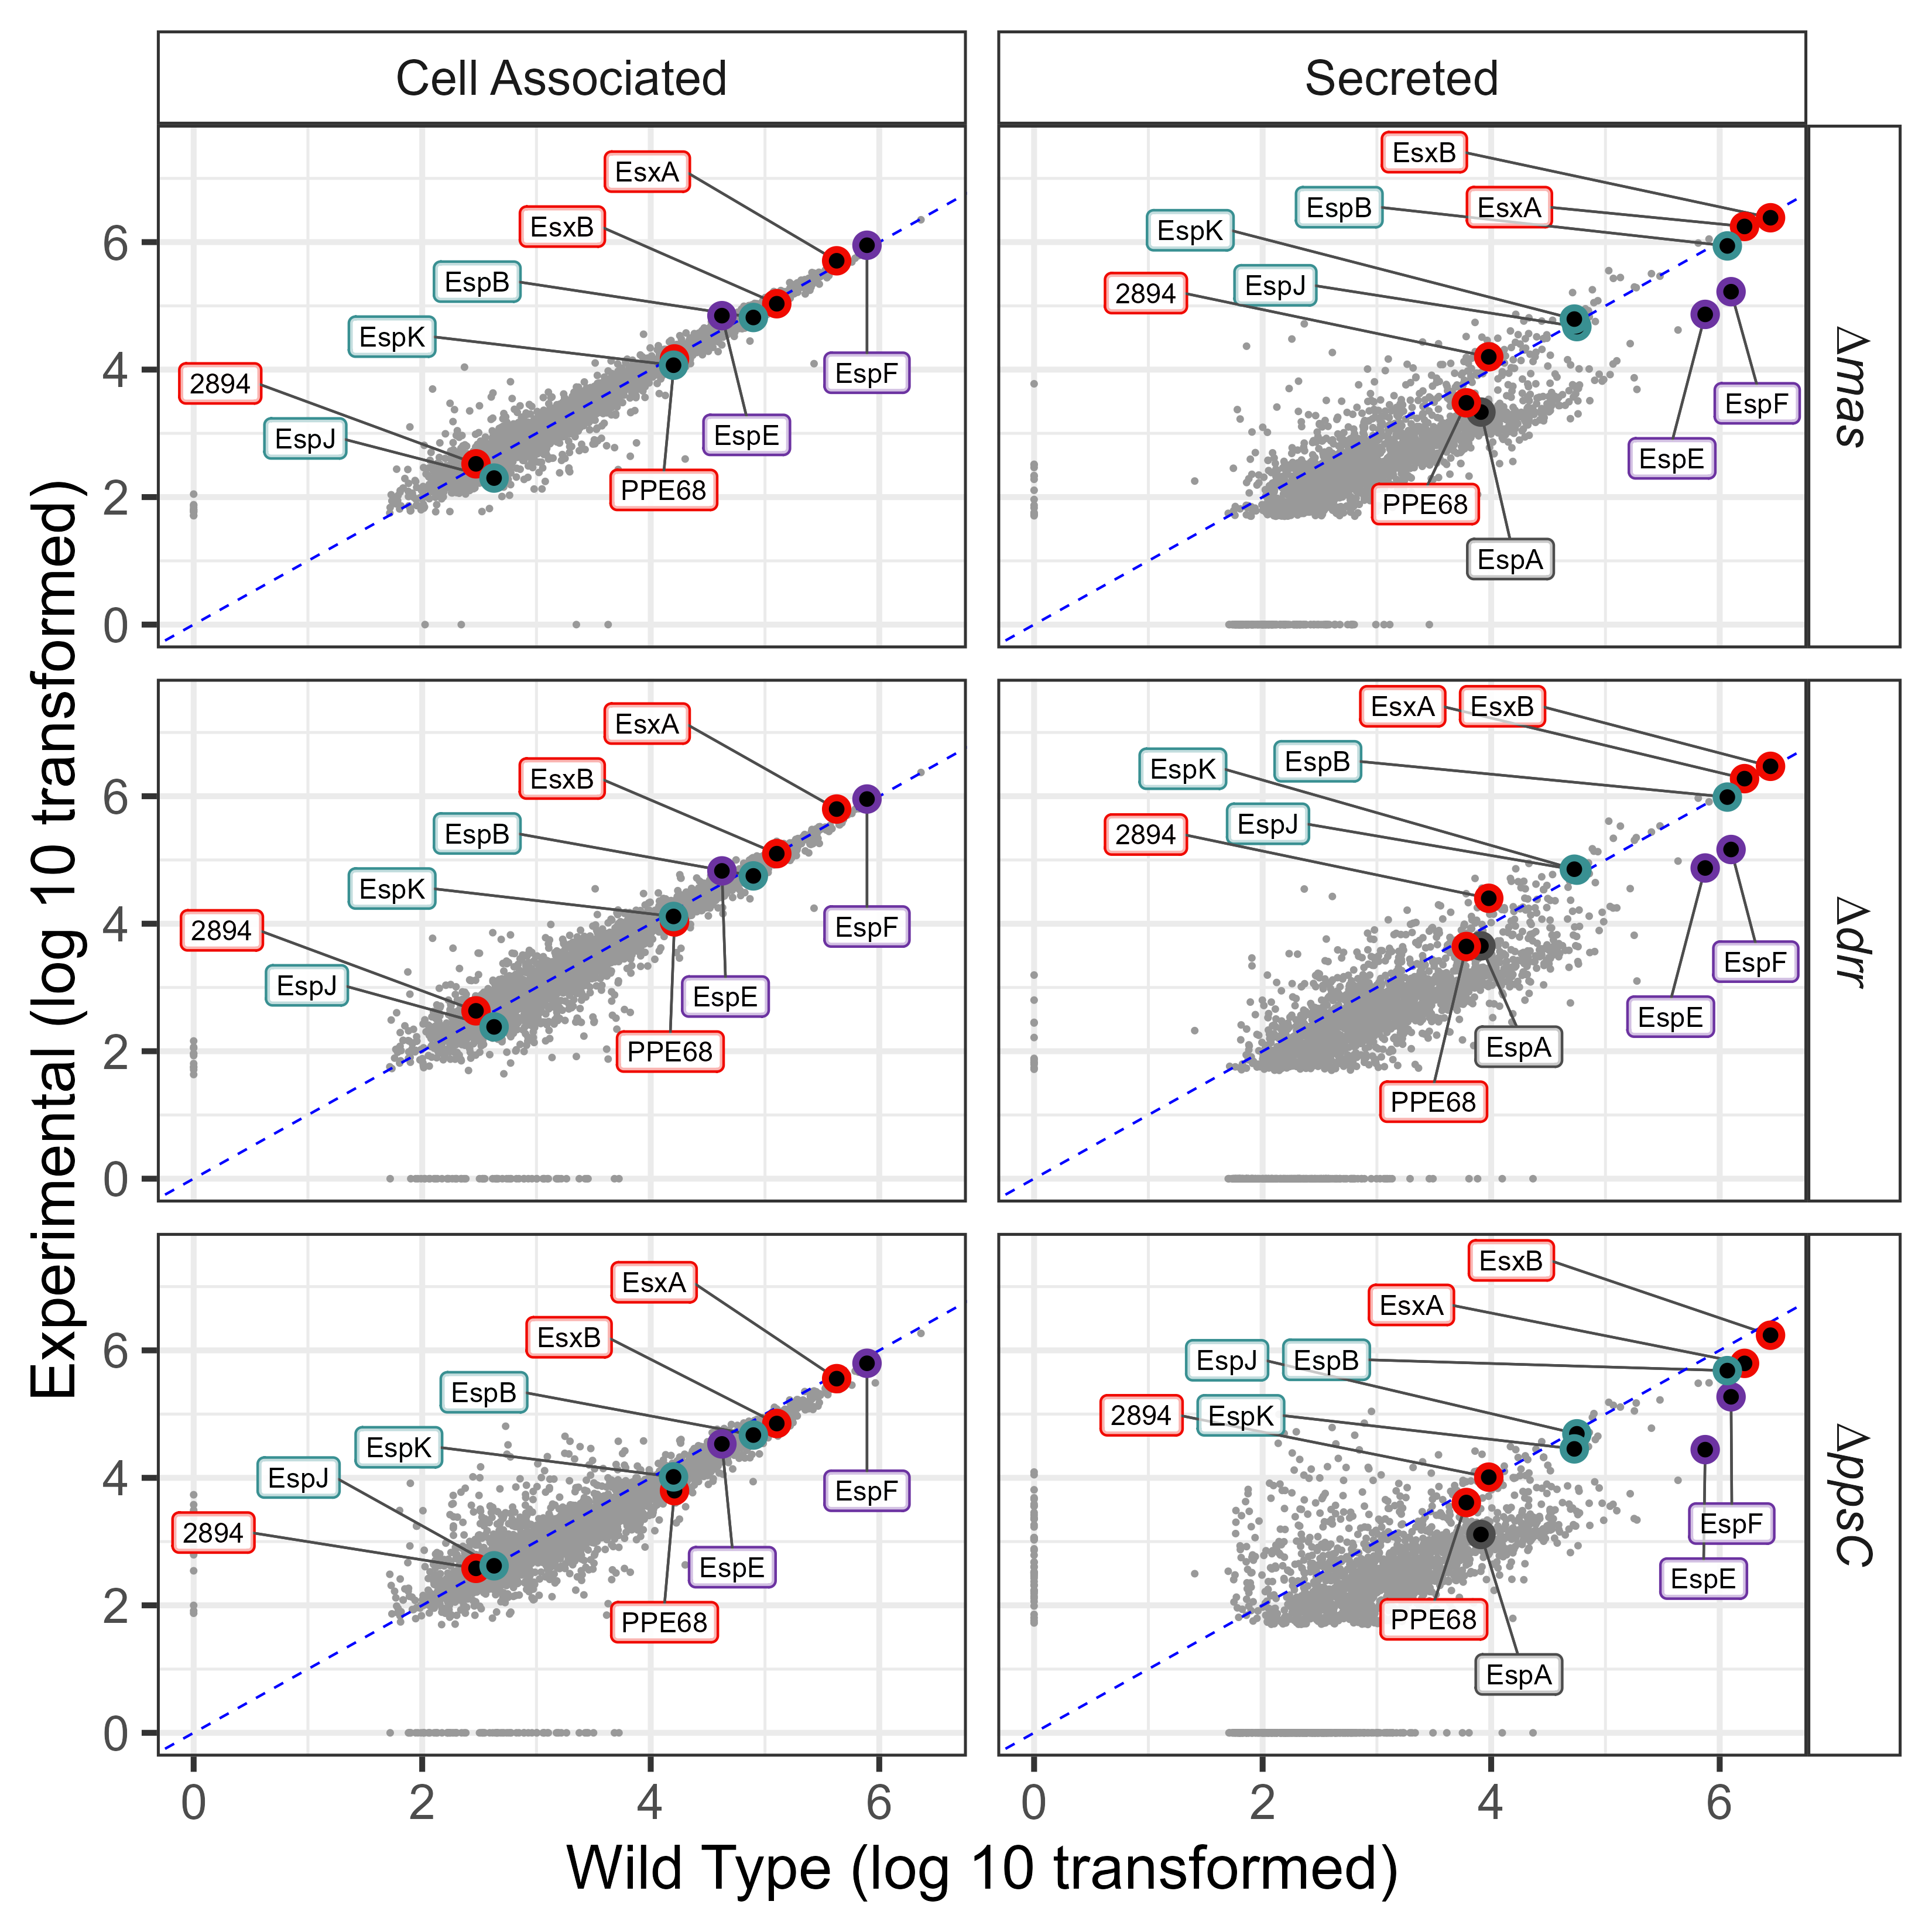 Cell Associated
Secreted
Experimental (log 10 transformed)
EsxA
EsxB
EspB
EspK
2894
EspJ
PPE68
EspE
EspF
6
4
2
0
EsxB
EsxA
EspB
EspK
EspJ
2894
EspF
EspE
PPE68
EspA
Δmas
EsxA
EsxB
EspB
EspK
2894
EspJ
EspF
EspE
PPE68
6
4
2
0
EsxA
EsxB
EspB
EspK
EspJ
2894
EspF
EspE
EspA
PPE68
Δdrr
EsxA
EsxB
EspB
EspK
EspJ
2894
EspF
EspE
PPE68
6
4
2
0
EsxB
EsxA
EspJ
EspB
2894
EspK
EspF
EspE
PPE68
EspA
ΔppsC
0 2 4 6
0 2 4 6
Wild Type (log 10 transformed)